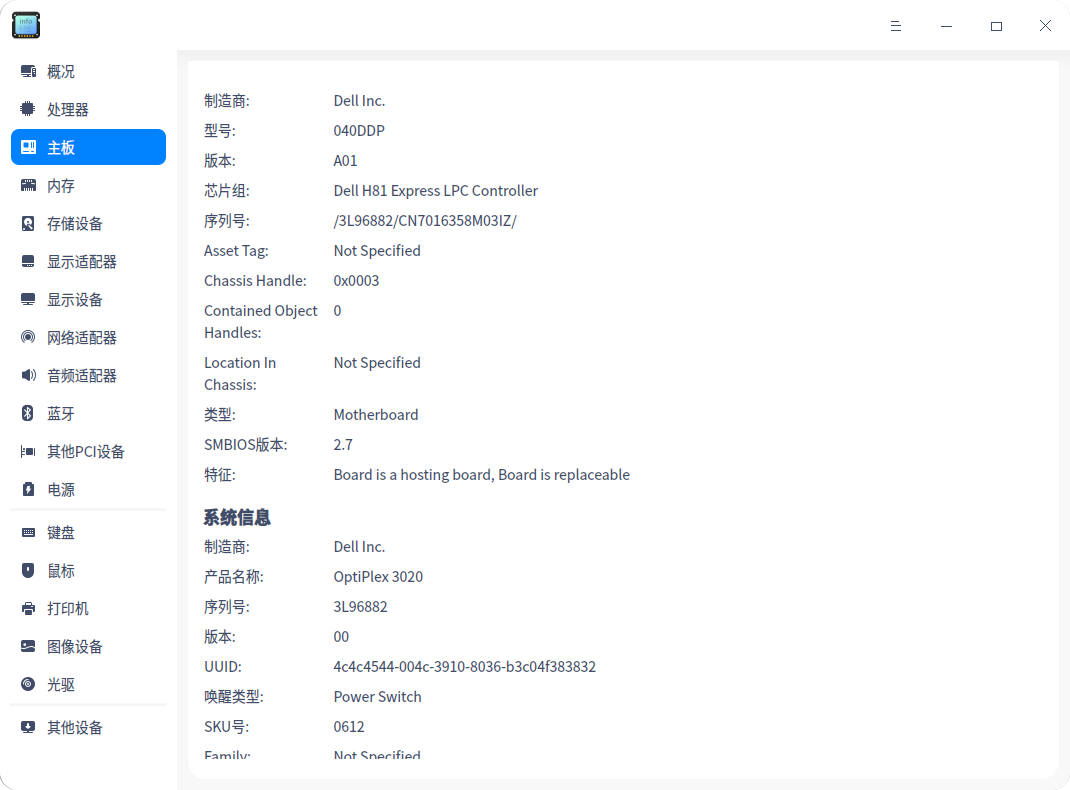 info
概况
处理器
主板
内存
存储设备
显示适配器
显示设备
网络适配器
音频适配器
蓝牙
其他PCI设备
电源
键盘
鼠标
打印机
图像设备
光驱
其他设备
制造商: Dell Inc.
型号: 040DDP
版本: A01
芯片组: Dell H81 Express LPC Controller
序列号: /3L96882/CN7016358M03IZ/
Asset Tag: Not Specified
Chassis Handle: 0x0003
Contained Object 0
Handles:
Location In Not Specified
Chassis:
类型: Motherboard
SMBIOS版本: 2.7
特征: Board is a hosting board, Board is replaceable
系统信息
制造商: Dell Inc.
产品名称: OptiPlex 3020
序列号: 3L96882
版本: 00
UUID: 4c4c4544-004c-3910-8036-b3c04f383832
唤醒类型: Power Switch
SKU号: 0612
Family: Not Specified